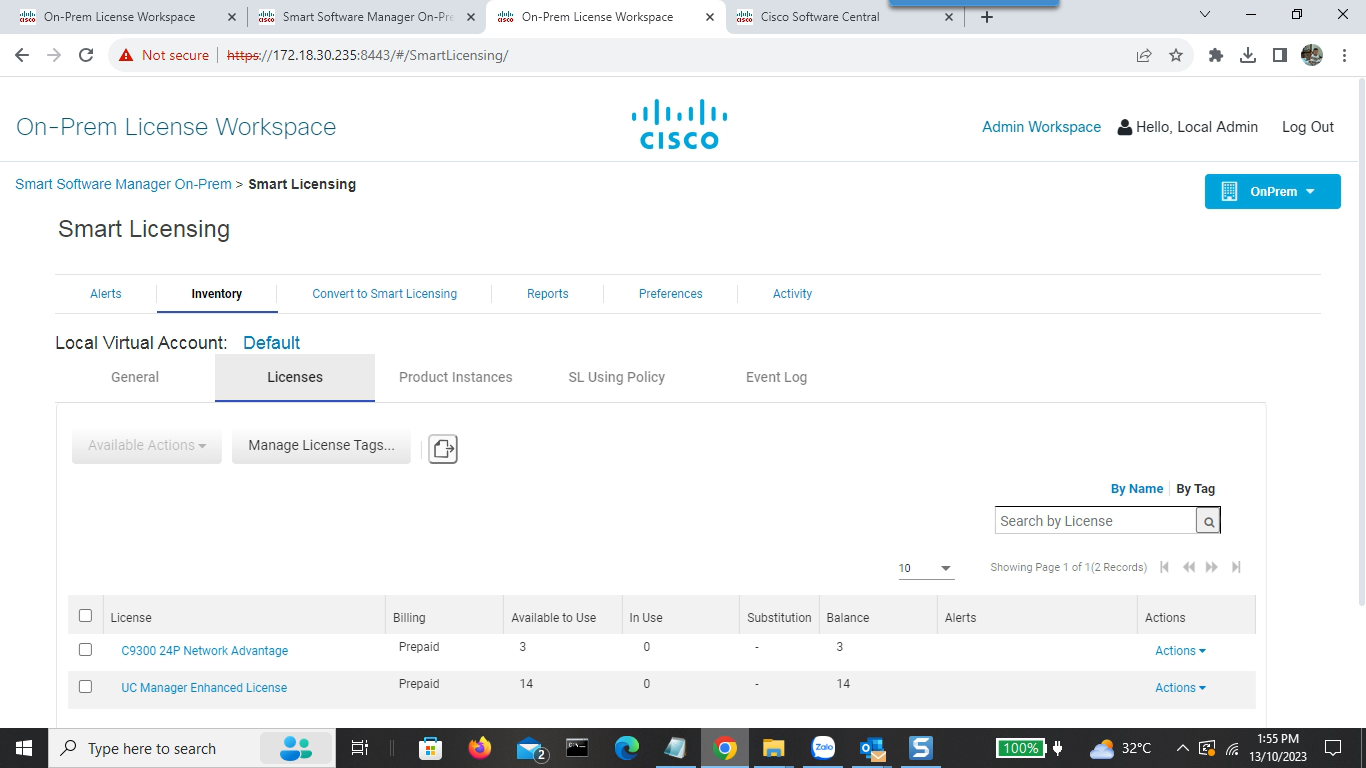 On-Prem License Workspace
Smart Software Manager On-Pre
On-Prem License Workspace
Cisco Software Central
Not secure
https://172.18.30.235:8443/#/SmartLicensing/
On-Prem License Workspace
CISCO
Admin Workspace
Hello, Local Admin
Log Out
Smart Software Manager On-Prem > Smart Licensing
OnPrem
Smart Licensing
Alerts Inventory Convert to Smart Licensing Reports Preferences Activity
Local Virtual Account: Default
General Licenses Product Instances SL Using Policy Event Log
Available Actions Manage License Tags...
By Name By Tag
Search by License
10 Showing Page 1 of 1(2 Records)
License Billing Available to Use In Use Substitution Balance Alerts Actions
C9300 24P Network Advantage Prepaid 3 0 - 3 Actions
UC Manager Enhanced License Prepaid 14 0 - 14 Actions
Type here to search
2
Zalo
S
100%
32°C
1:55 PM
13/10/2023